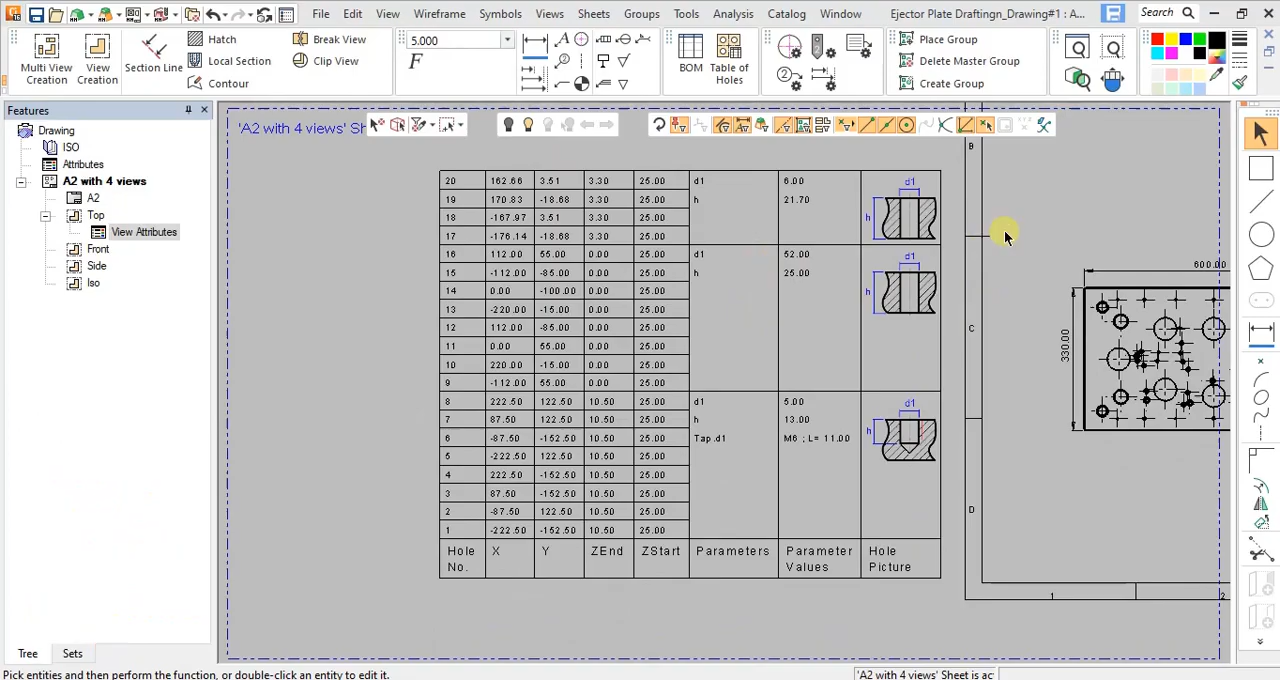 File Edit View Wireframe Symbols Views Sheets Groups Tools Analysis Catalog Window Ejector Plate Draftingn_Drawing#1 : A... Search
Multi View Creation
View Creation
Section Line
Hatch
Local Section
Contour
Break View
Clip View
5.000
F
BOM
Table of Holes
Place Group
Delete Master Group
Create Group
Features
Drawing
ISO
Attributes
A2 with 4 views
A2
Top
View Attributes
Front
Side
Iso
Tree Sets
'A2 with 4 views' Sh
20 162.66 3.51 3.30 25.00 d1 6.00 d1
19 170.83 -18.68 3.30 25.00 h 21.70
18 -167.97 3.51 3.30 25.00 h
17 -176.14 -18.68 3.30 25.00
16 112.00 55.00 0.00 25.00 d1 52.00 d1
15 -112.00 -85.00 0.00 25.00 h 25.00
14 0.00 -100.00 0.00 25.00 h
13 -220.00 -15.00 0.00 25.00
12 112.00 -85.00 0.00 25.00
11 0.00 55.00 0.00 25.00
10 220.00 -15.00 0.00 25.00
9 -112.00 55.00 0.00 25.00
8 222.50 122.50 10.50 25.00 d1 5.00 d1
7 87.50 122.50 10.50 25.00 h 13.00
6 -87.50 -152.50 10.50 25.00 Tap.d1 M6 ; L= 11.00 h
5 -222.50 122.50 10.50 25.00
4 222.50 -152.50 10.50 25.00
3 87.50 -152.50 10.50 25.00
2 -87.50 122.50 10.50 25.00
1 -222.50 -152.50 10.50 25.00
Hole No. X Y ZEnd ZStart Parameters Parameter Values Hole Picture
B
C
D
1 2
600.00
330.00
Pick entities and then perform the function, or double-click an entity to edit it.
'A2 with 4 views' Sheet is ac